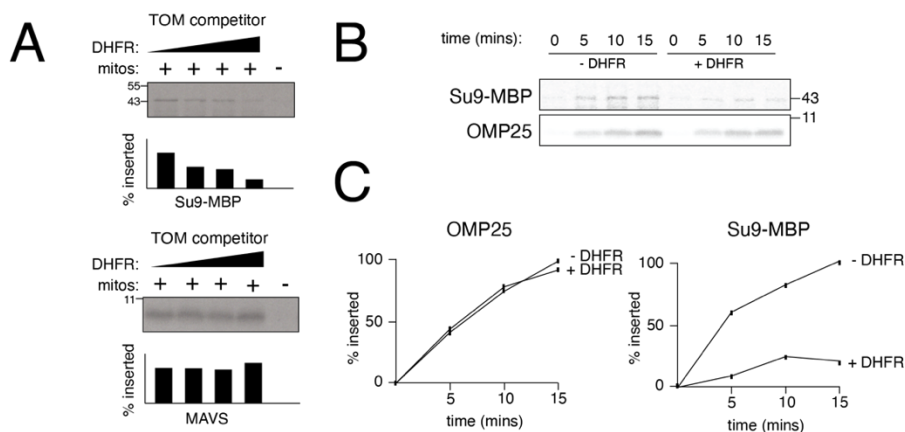 A
TOM competitor
DHFR:
mitos: + + + + -
55
43
% inserted
Su9-MBP
TOM competitor
DHFR:
mitos: + + + + -
11
% inserted
MAVS
B
time (mins): 0 5 10 15 0 5 10 15
- DHFR + DHFR
Su9-MBP
43
11
OMP25
C
OMP25
100
50
0
% inserted
5 10 15
time (mins)
- DHFR
+ DHFR
Su9-MBP
100
50
0
% inserted
5 10 15
time (mins)
- DHFR
+ DHFR